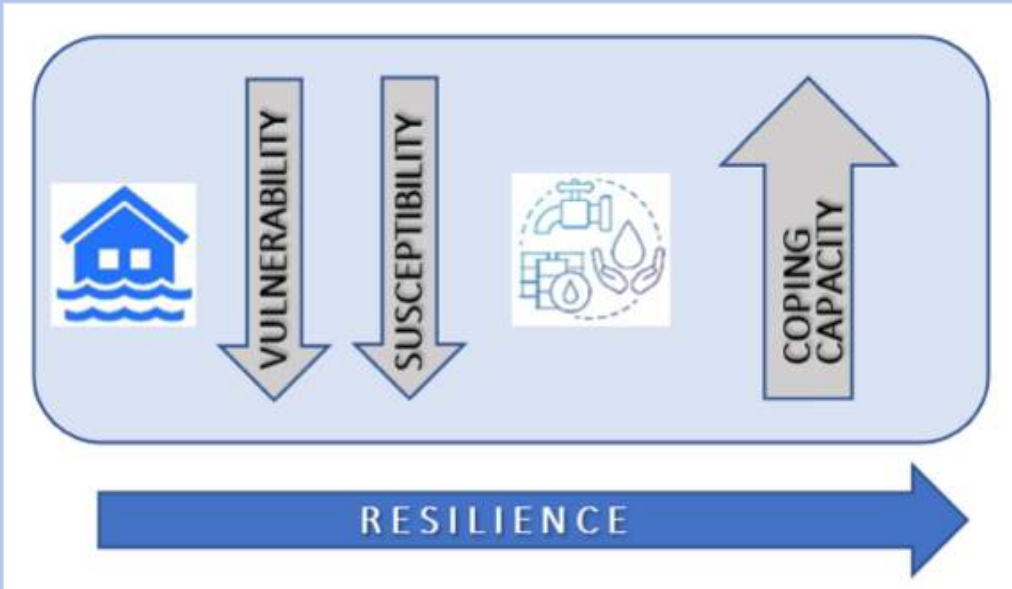 VULNERABILITY
SUSCEPTIBILITY
COPING
CAPACITY
RESILIENCE